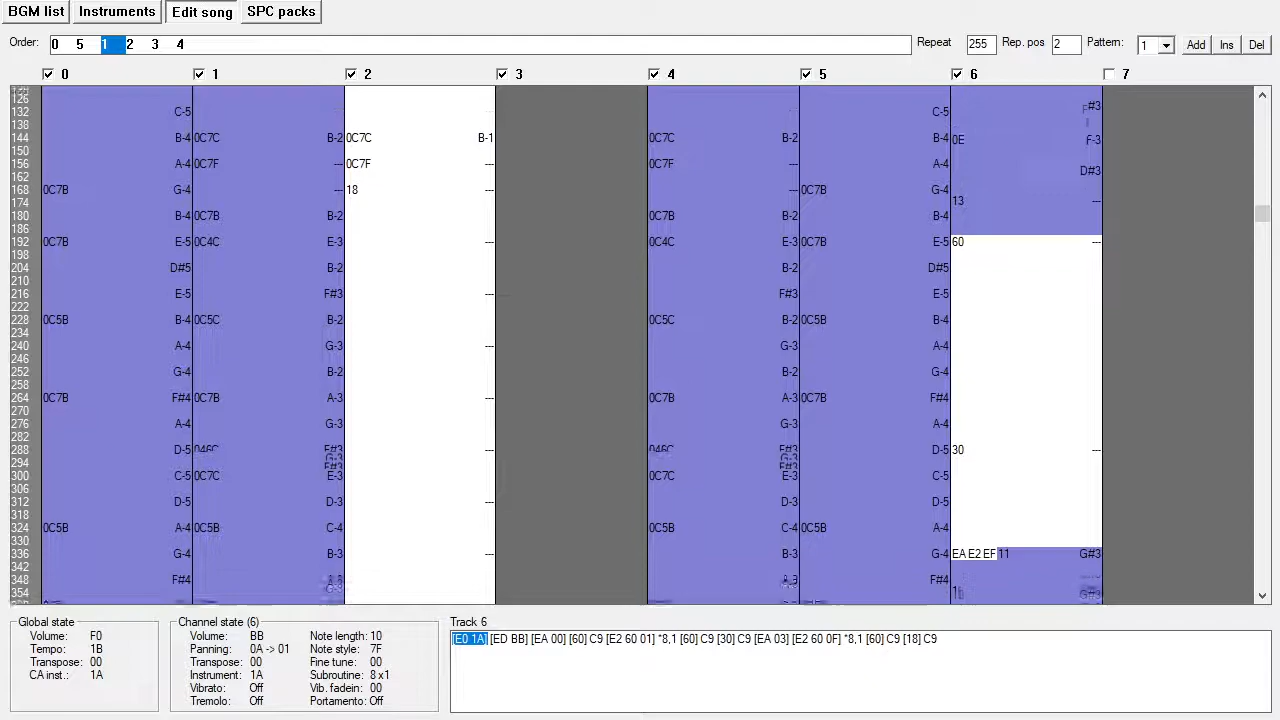 BGM list Instruments Edit song SPC packs
Order: 0 5 1 2 3 4 Repeat 255 Rep. pos 2 Pattern: 1 Add Ins Del
0 1 2 3 4 5 6 7
126
132 C-5 C-5 F#3
138
144 B-4 0C7C B-2 0C7C B-1 0C7C B-2 B-4 0E F-3
150
156 A-4 0C7F --- 0C7F --- 0C7F --- A-4
162 D#3
168 0C7B G-4 --- 18 --- --- 0C7B G-4
174 13 ---
180 B-4 0C7B B-2 --- 0C7B B-2 B-4
186
192 0C7B E-5 0C4C E-3 --- 0C4C E-3 0C7B E-5 60 ---
198
204 D#5 B-2 --- B-2 D#5
210
216 E-5 F#3 --- F#3 E-5
222
228 0C5B B-4 0C5C B-2 --- 0C5C B-2 0C5B B-4
234
240 A-4 G-3 --- G-3 A-4
246
252 G-4 B-2 --- B-2 G-4
258
264 0C7B F#4 0C7B A-3 --- 0C7B A-3 0C7B F#4
270
276 A-4 G-3 --- G-3 A-4
282
288 D-5 046C F#3 --- 046C F#3 D-5 30 ---
294 G-3 F#3 G-3 F#3
300 C-5 0C7C E-3 --- 0C7C E-3 C-5
306
312 D-5 D-3 --- D-3 D-5
318
324 0C5B A-4 0C5B C-4 --- 0C5B C-4 0C5B A-4
330
336 G-4 B-3 --- B-3 G-4 EA E2 EF 11 G#3
342
348 F#4 F#4
354
Global state
Volume: F0
Tempo: 1B
Transpose: 00
CA inst.: 1A
Channel state (6)
Volume: BB Note length: 10
Panning: 0A -> 01 Note style: 7F
Transpose: 00 Fine tune: 00
Instrument: 1A Subroutine: 8 x1
Vibrato: Off Vib. fadein: 00
Tremolo: Off Portamento: Off
Track 6
[E0 1A] [ED BB] [EA 00] [60] C9 [E2 60 01] *8,1 [60] C9 [30] C9 [EA 03] [E2 60 0F] *8,1 [60] C9 [18] C9